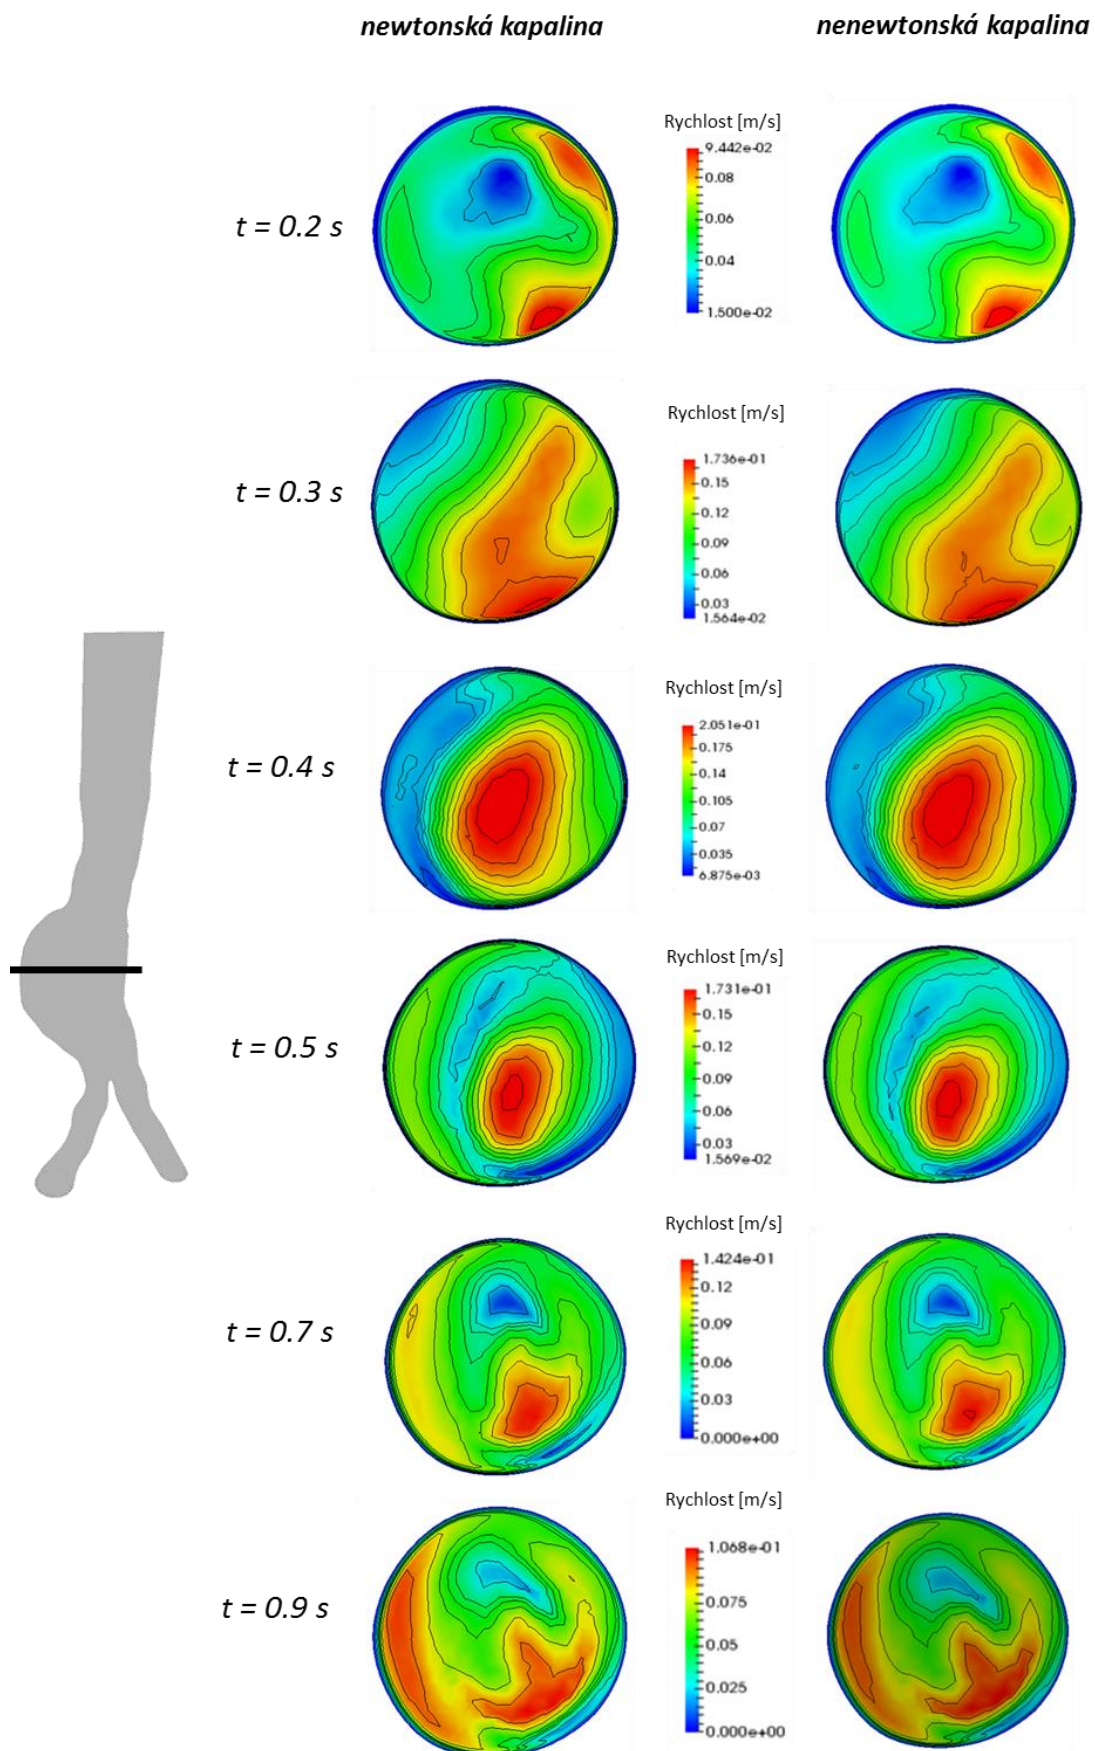 newtonská kapalina
nenewtonská kapalina
t = 0.2 s
Rychlost [m/s]
9.442e-02
0.08
0.06
0.04
1.500e-02
t = 0.3 s
Rychlost [m/s]
1.736e-01
0.15
0.12
0.09
0.06
0.03
1.564e-02
t = 0.4 s
Rychlost [m/s]
2.051e-01
0.175
0.14
0.105
0.07
0.035
6.875e-03
t = 0.5 s
Rychlost [m/s]
1.731e-01
0.15
0.12
0.09
0.06
0.03
1.569e-02
t = 0.7 s
Rychlost [m/s]
1.424e-01
0.12
0.09
0.06
0.03
0.000e+00
t = 0.9 s
Rychlost [m/s]
1.068e-01
0.075
0.05
0.025
0.000e+00